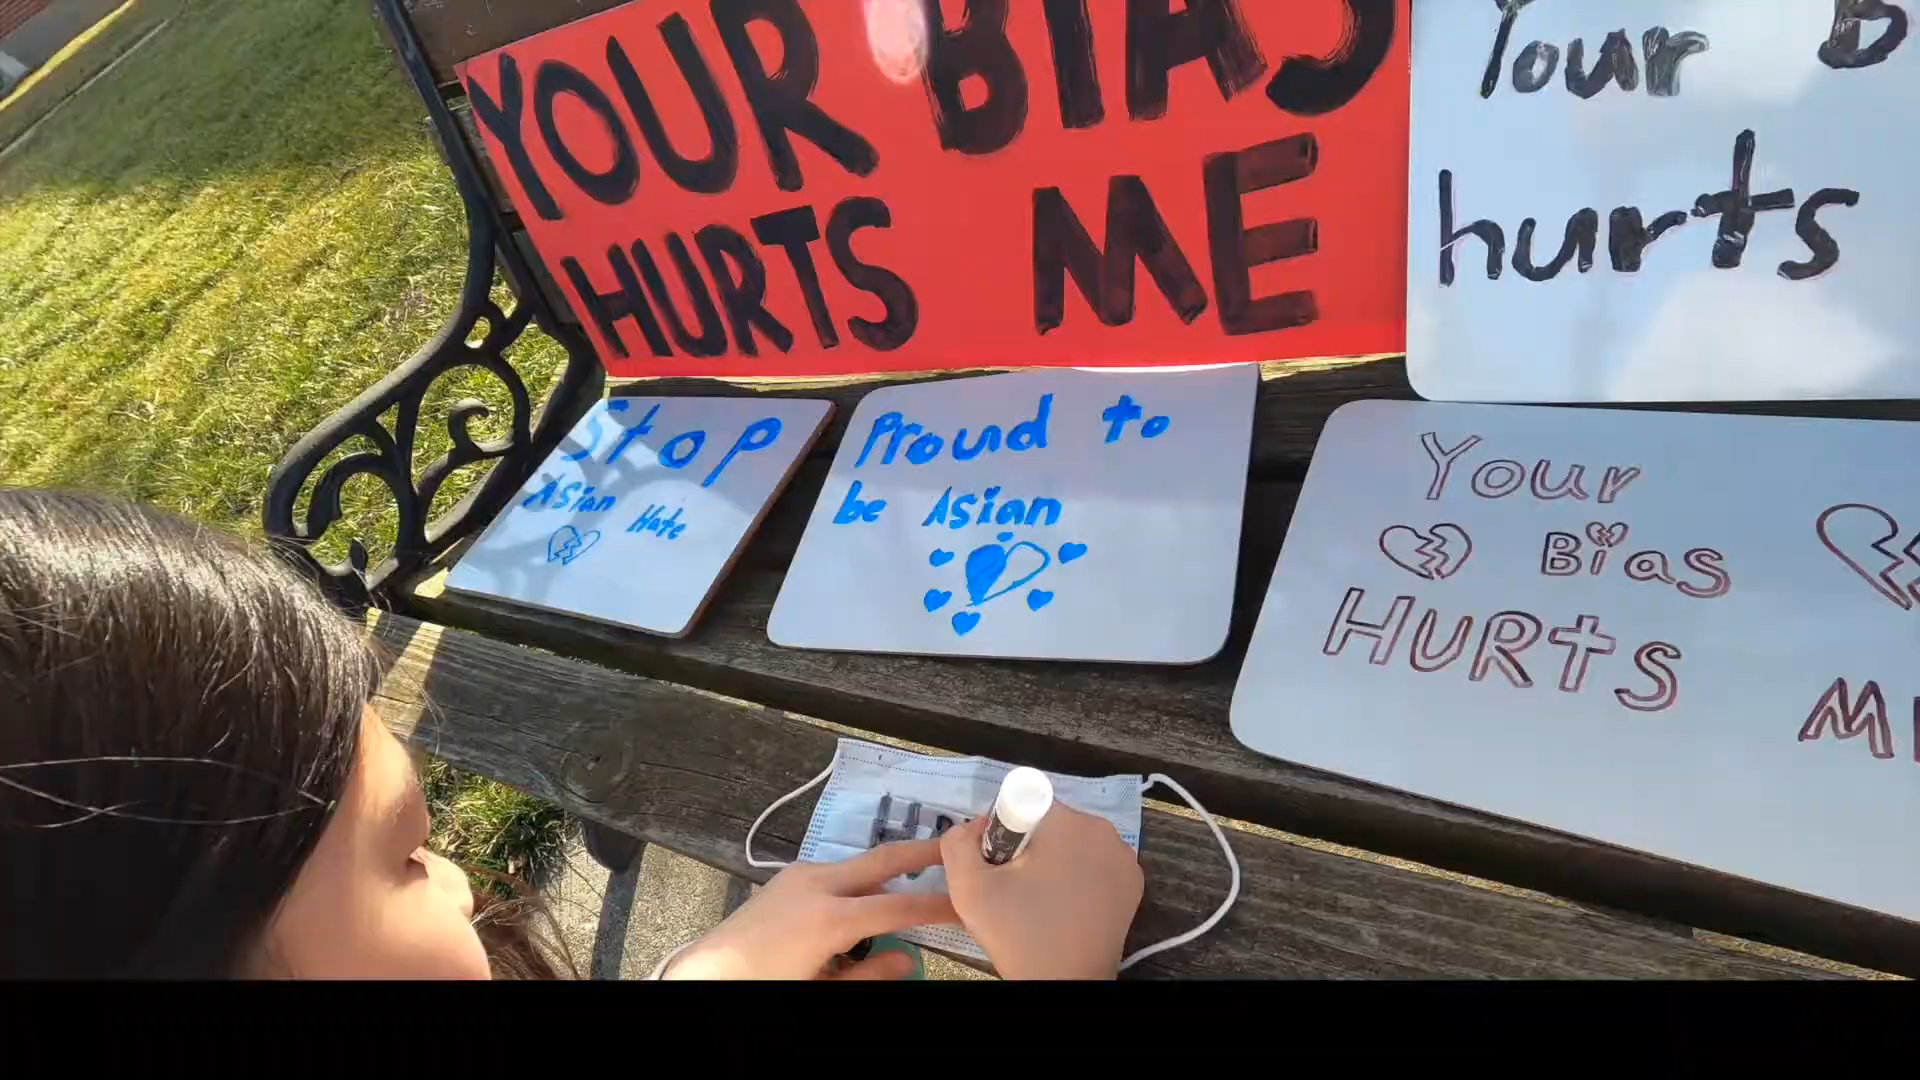 YOUR BIAS
HURTS ME
Your B
hurts
Stop
Asian Hate
Proud to
be Asian
Your
Bias
HURTS
M